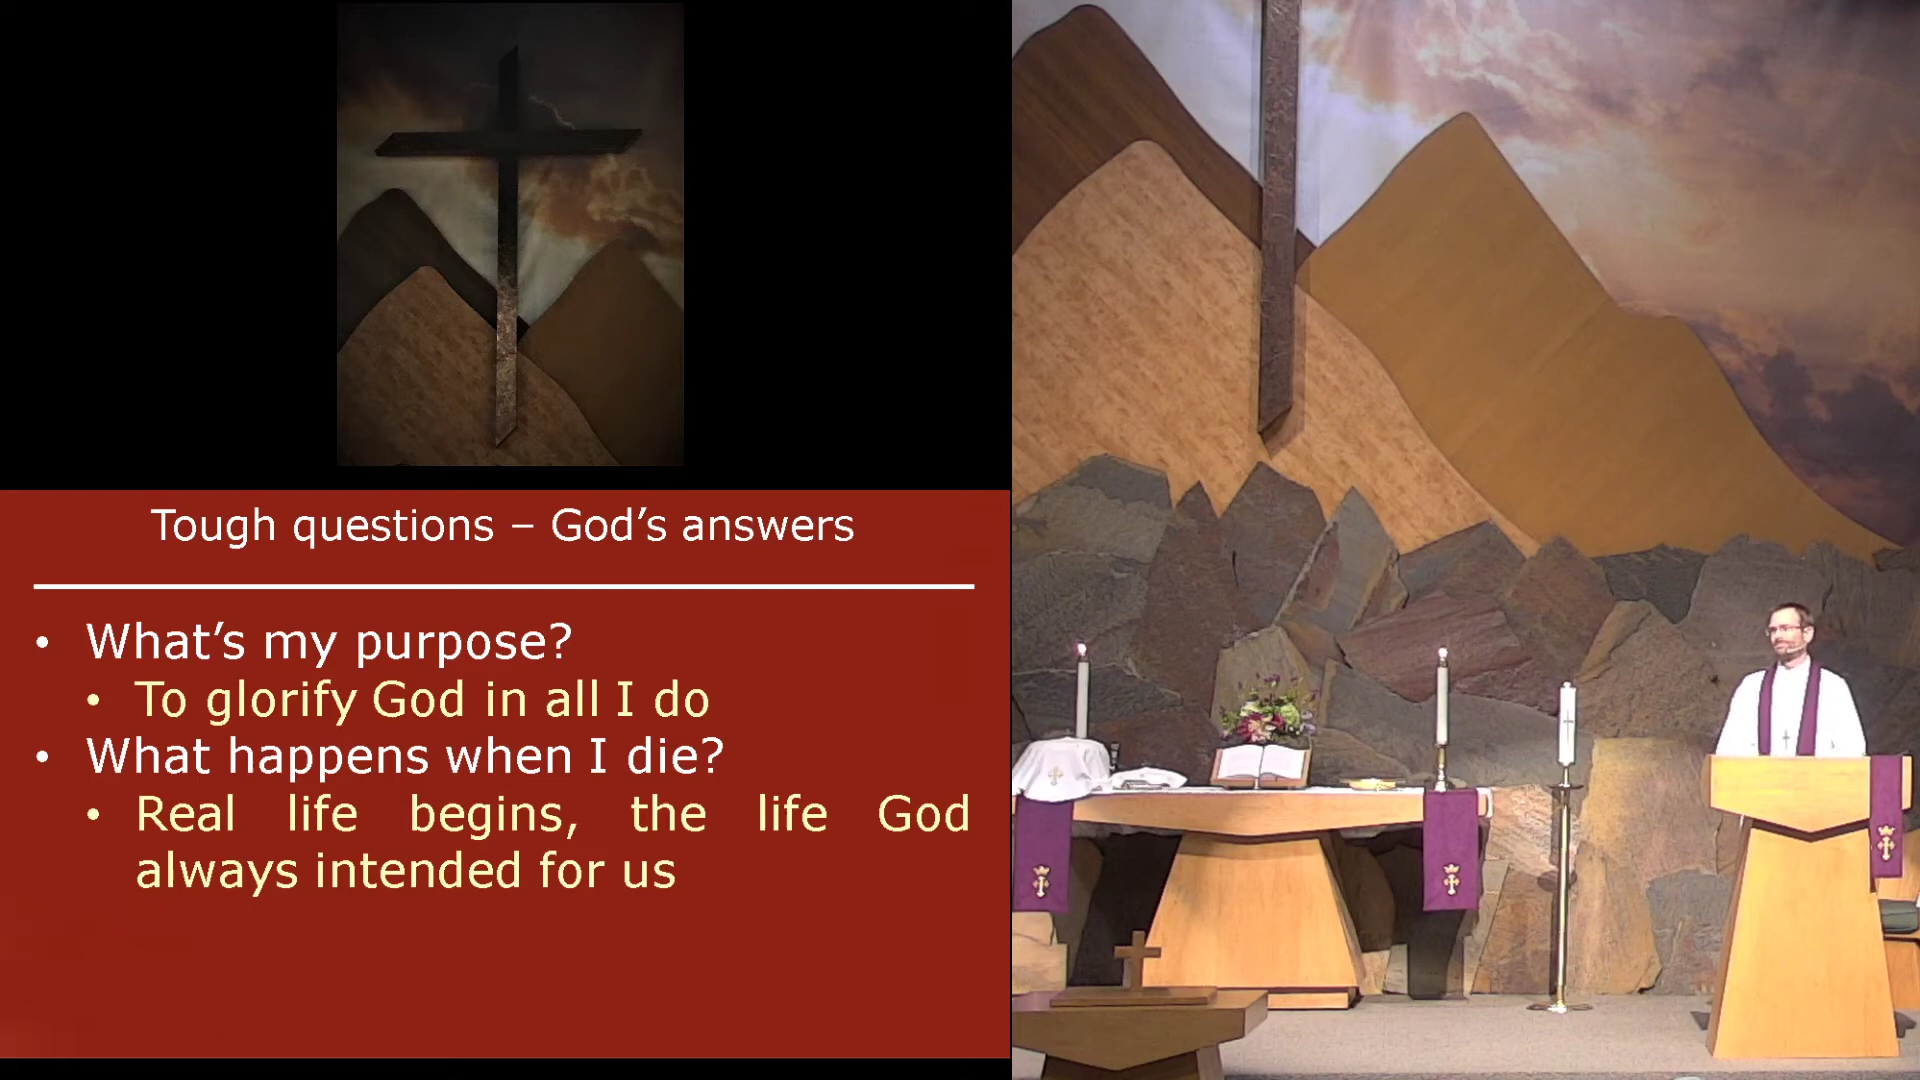 Tough questions – God’s answers
• What’s my purpose?
• To glorify God in all I do
• What happens when I die?
• Real life begins, the life God
always intended for us